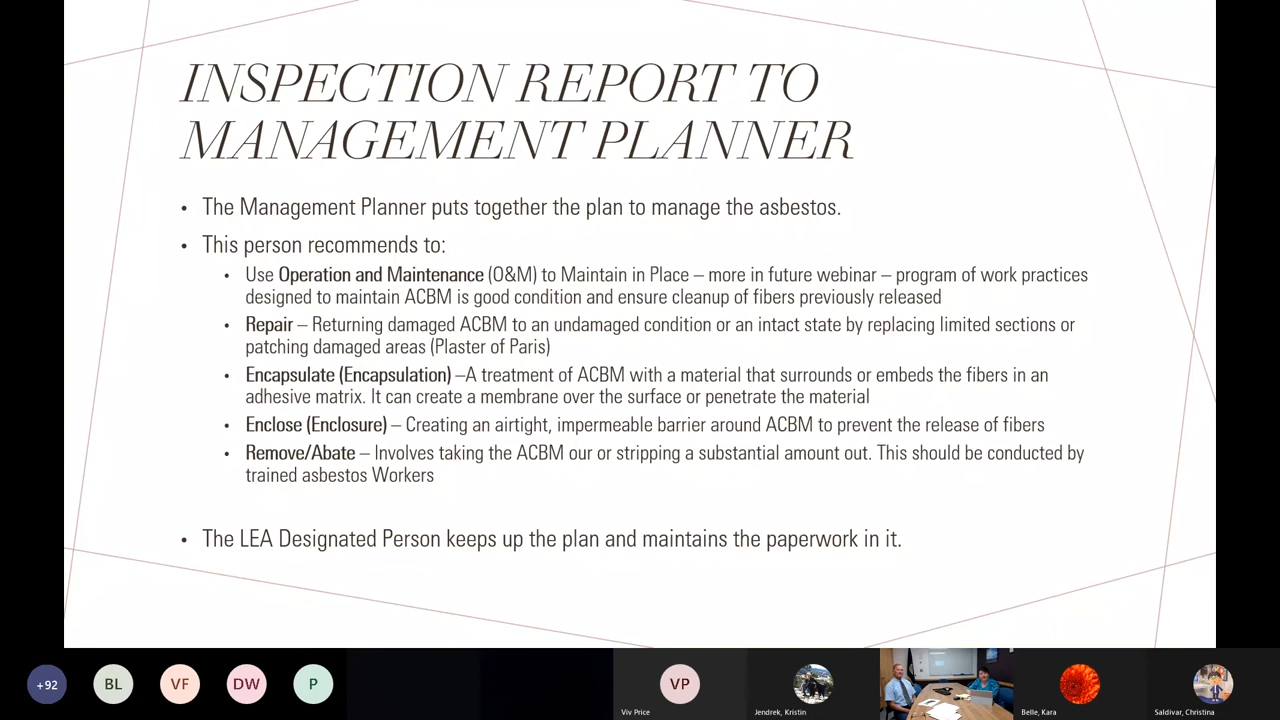 INSPECTION REPORT TO
MANAGEMENT PLANNER
• The Management Planner puts together the plan to manage the asbestos.
• This person recommends to:
• Use Operation and Maintenance (O&M) to Maintain in Place – more in future webinar – program of work practices
designed to maintain ACBM is good condition and ensure cleanup of fibers previously released
• Repair – Returning damaged ACBM to an undamaged condition or an intact state by replacing limited sections or
patching damaged areas (Plaster of Paris)
• Encapsulate (Encapsulation) –A treatment of ACBM with a material that surrounds or embeds the fibers in an
adhesive matrix. It can create a membrane over the surface or penetrate the material
• Enclose (Enclosure) – Creating an airtight, impermeable barrier around ACBM to prevent the release of fibers
• Remove/Abate – Involves taking the ACBM our or stripping a substantial amount out. This should be conducted by
trained asbestos Workers
• The LEA Designated Person keeps up the plan and maintains the paperwork in it.
+92 BL VF DW P VP
Viv Price Jendrek, Kristin Belle, Kara Saldivar, Christina